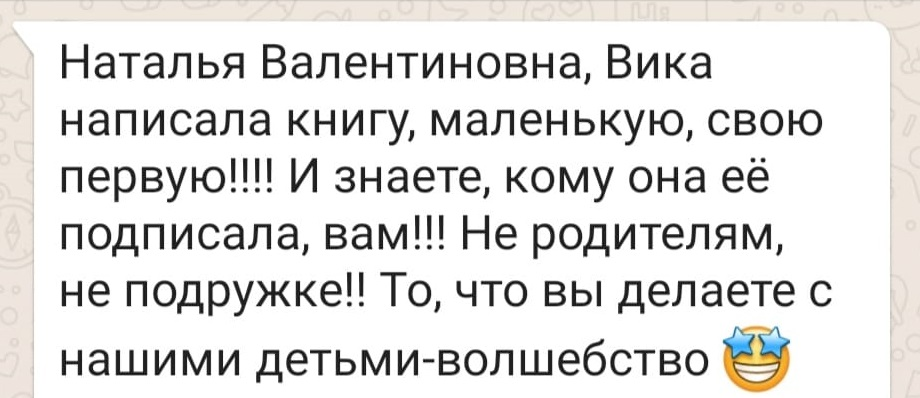 Наталья Валентиновна, Вика
написала книгу, маленькую, свою
первую!!!! И знаете, кому она её
подписала, вам!!! Не родителям,
не подружке!! То, что вы делаете с
нашими детьми-волшебство 🤩